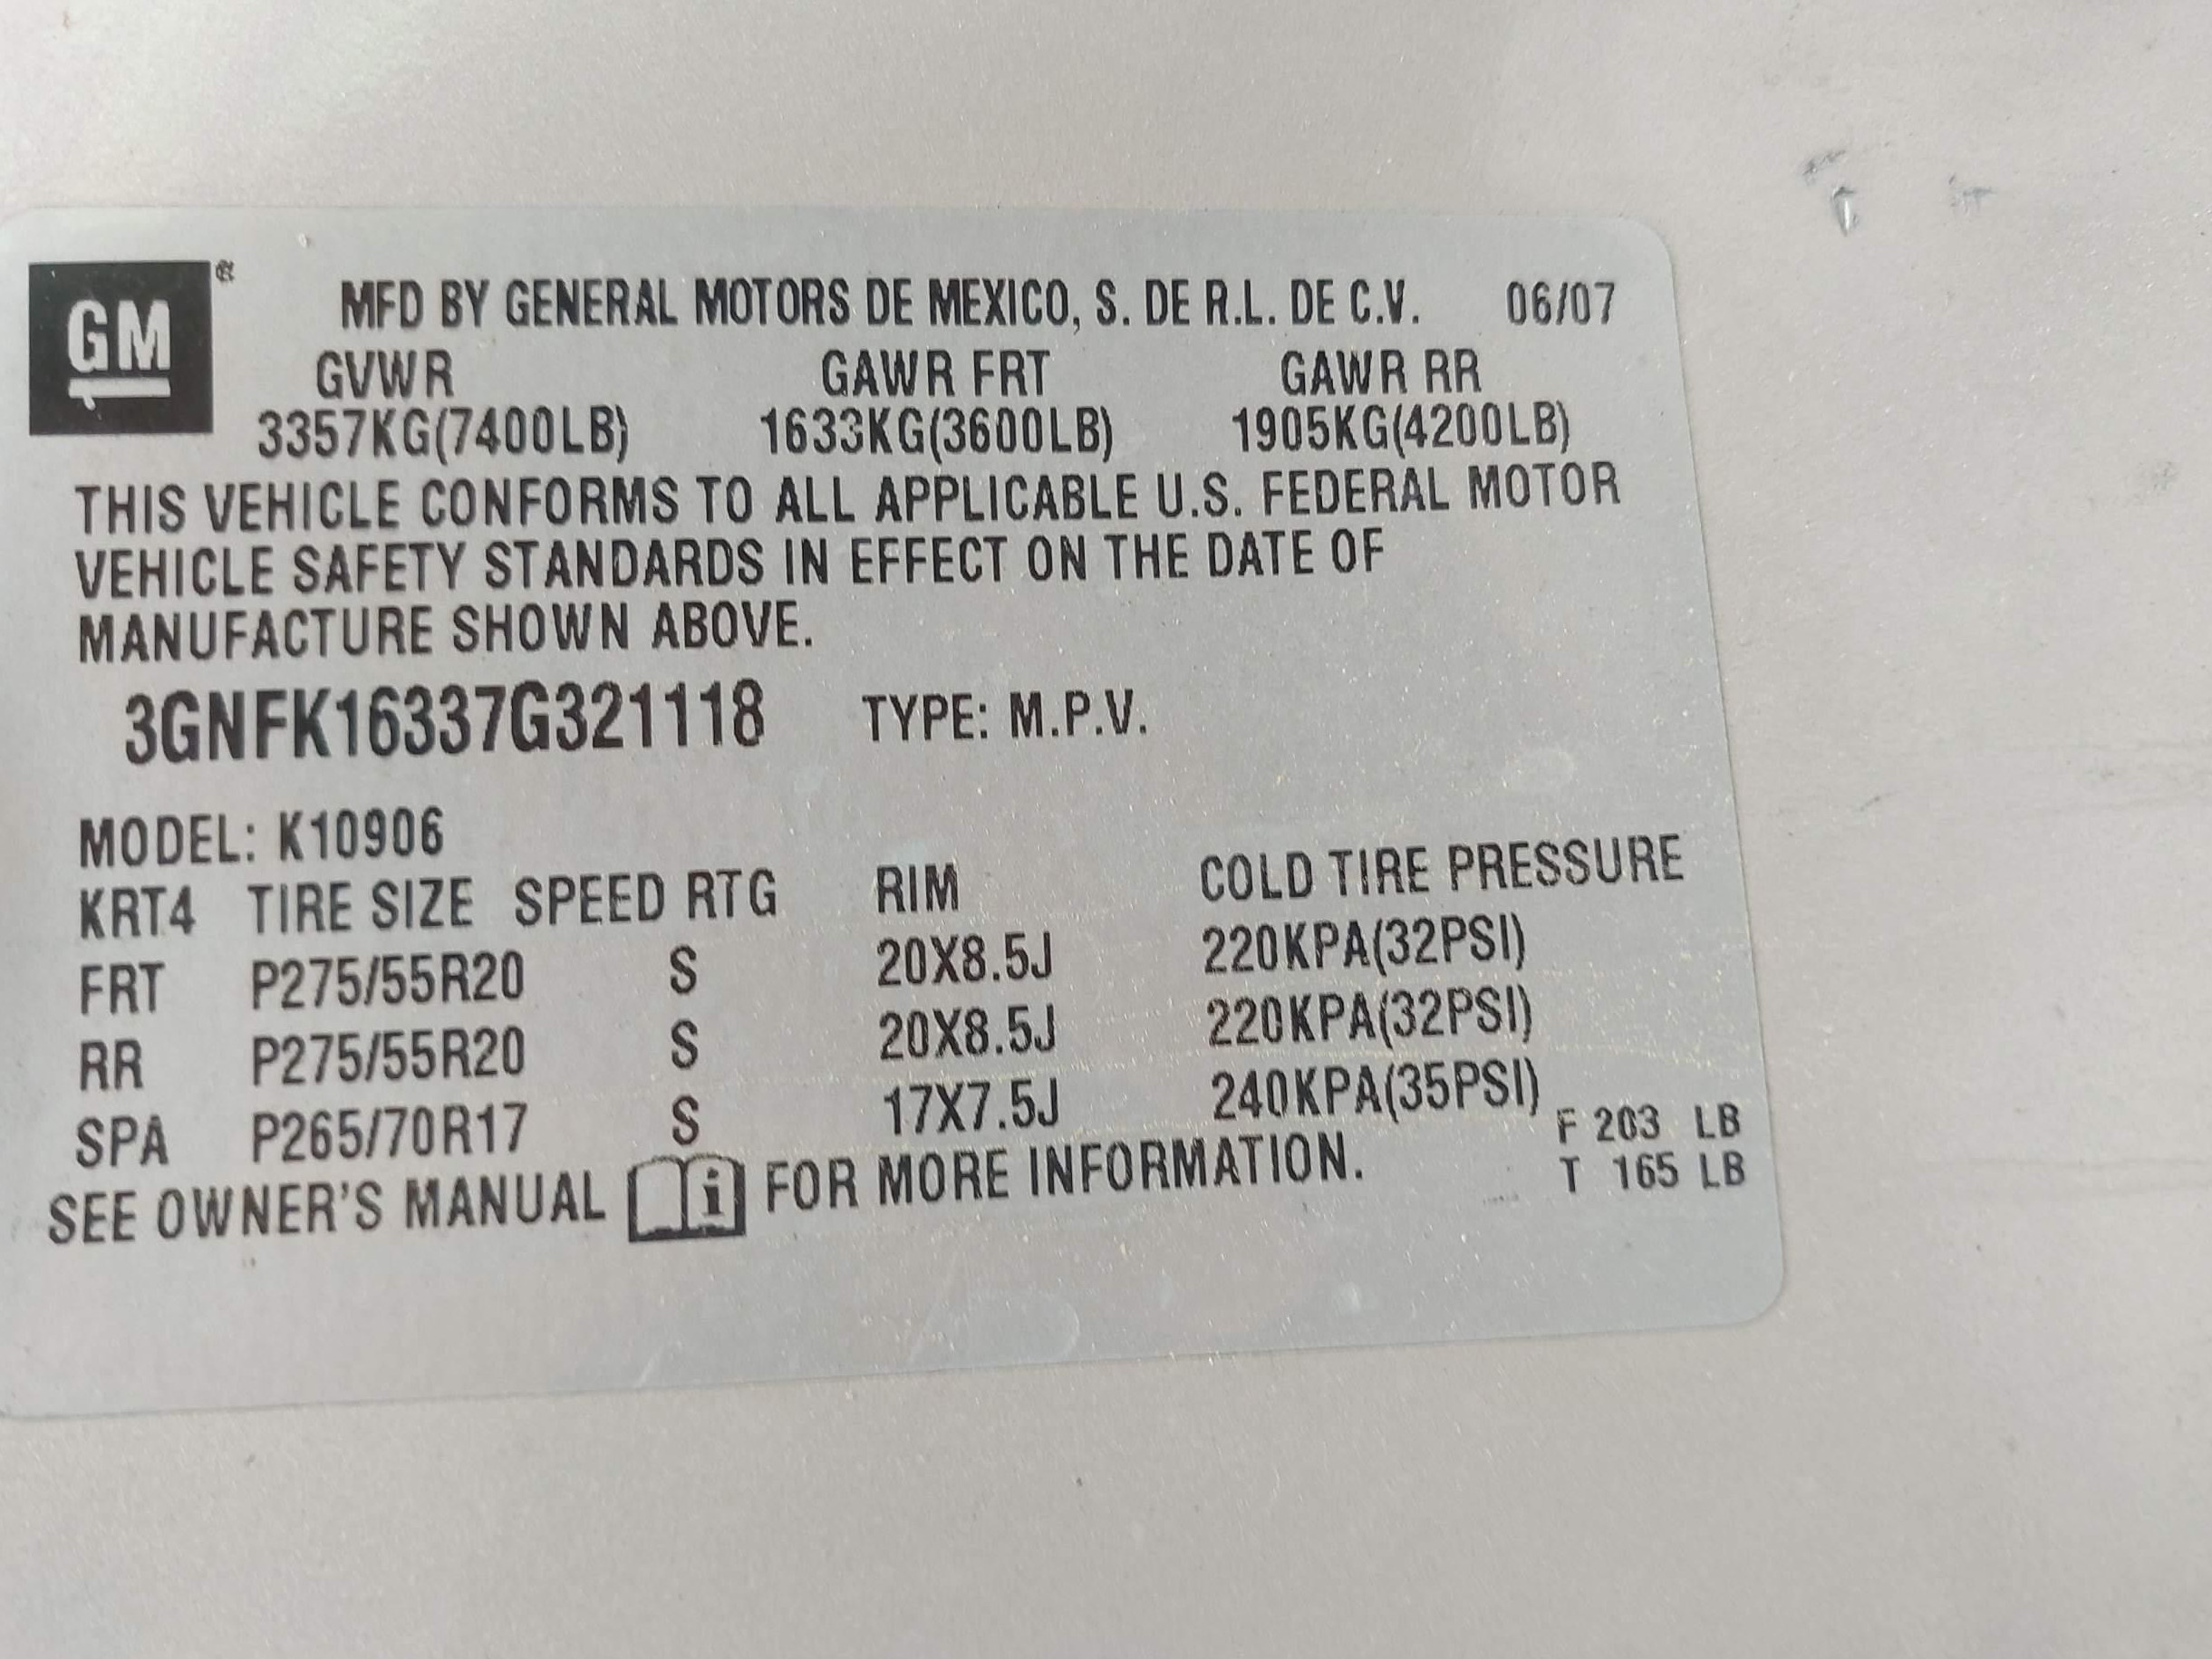 GM
MFD BY GENERAL MOTORS DE MEXICO, S. DE R.L. DE C.V. 06/07
GVWR GAWR FRT GAWR RR
3357KG(7400LB) 1633KG(3600LB) 1905KG(4200LB)
THIS VEHICLE CONFORMS TO ALL APPLICABLE U.S. FEDERAL MOTOR
VEHICLE SAFETY STANDARDS IN EFFECT ON THE DATE OF
MANUFACTURE SHOWN ABOVE.
3GNFK16337G321118 TYPE: M.P.V.
MODEL: K10906
KRT4 TIRE SIZE SPEED RTG RIM COLD TIRE PRESSURE
FRT P275/55R20 S 20X8.5J 220KPA(32PSI)
RR P275/55R20 S 20X8.5J 220KPA(32PSI)
SPA P265/70R17 S 17X7.5J 240KPA(35PSI)
F 203 LB
T 165 LB
SEE OWNER'S MANUAL i FOR MORE INFORMATION.